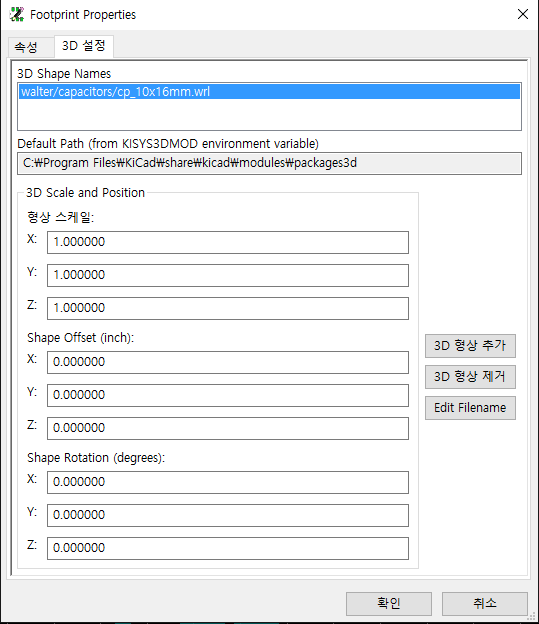 Footprint Properties
속성
3D 설정
3D Shape Names
walter/capacitors/cp_10x16mm.wrl
Default Path (from KISYS3DMOD environment variable)
C:₩Program Files₩KiCad₩share₩kicad₩modules₩packages3d
3D Scale and Position
형상 스케일:
X: 1.000000
Y: 1.000000
Z: 1.000000
Shape Offset (inch):
X: 0.000000
Y: 0.000000
Z: 0.000000
Shape Rotation (degrees):
X: 0.000000
Y: 0.000000
Z: 0.000000
3D 형상 추가
3D 형상 제거
Edit Filename
확인
취소